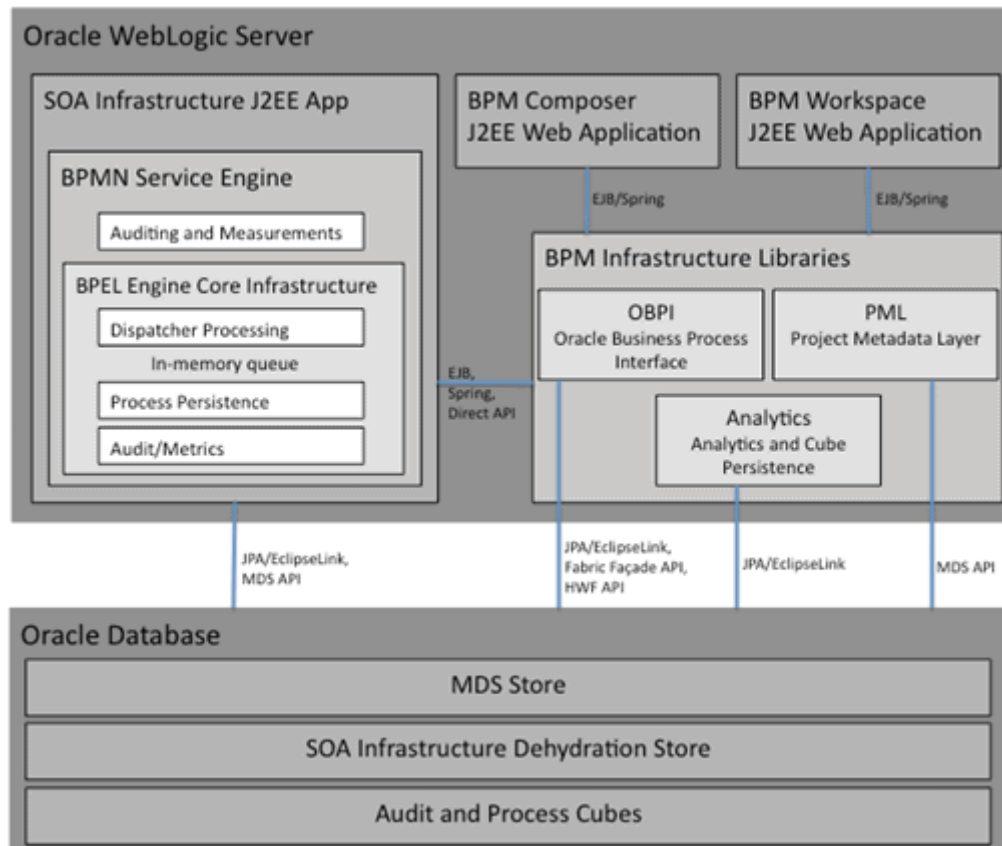 Oracle WebLogic Server
SOA Infrastructure J2EE App
BPMN Service Engine
Auditing and Measurements
BPEL Engine Core Infrastructure
Dispatcher Processing
In-memory queue
Process Persistence
Audit/Metrics
BPM Composer
J2EE Web Application
BPM Workspace
J2EE Web Application
EJB/Spring
EJB/Spring
BPM Infrastructure Libraries
OBPI
Oracle Business Process
Interface
PML
Project Metadata Layer
EJB,
Spring,
Direct API
Analytics
Analytics and Cube
Persistence
JPA/EclipseLink,
MDS API
JPA/EclipseLink,
Fabric Façade API,
HWF API
JPA/EclipseLink
MDS API
Oracle Database
MDS Store
SOA Infrastructure Dehydration Store
Audit and Process Cubes